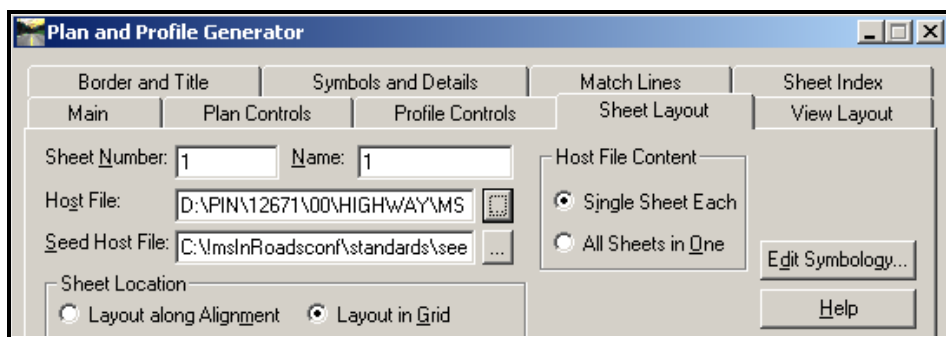 Plan and Profile Generator
Border and Title Symbols and Details Match Lines Sheet Index
Main Plan Controls Profile Controls Sheet Layout View Layout
Sheet Number: 1 Name: 1
Host File Content
Host File: D:\PIN\12671\00\HIGHWAY\MS
Single Sheet Each
Seed Host File: C:\ImsInRoadsconf\standards\see ...
All Sheets in One
Edit Symbology...
Sheet Location
Layout along Alignment Layout in Grid
Help